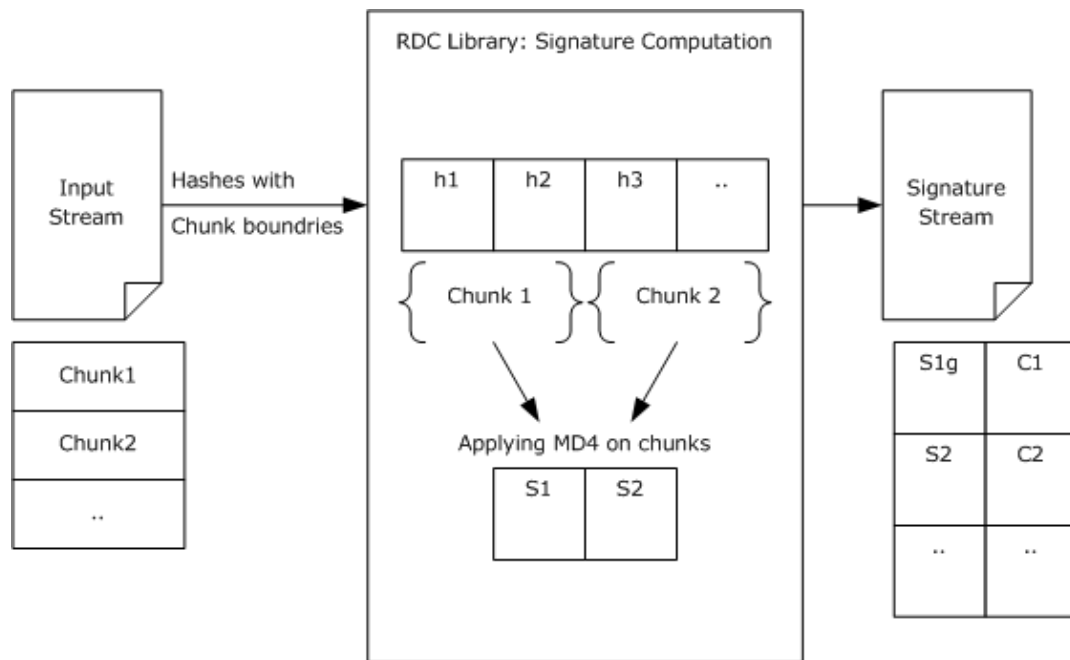 RDC Library: Signature Computation
Input
Stream
Hashes with
Chunk boundries
h1
h2
h3
..
Chunk 1
Chunk 2
Applying MD4 on chunks
S1
S2
Signature
Stream
Chunk1
Chunk2
..
S1g
C1
S2
C2
..
..